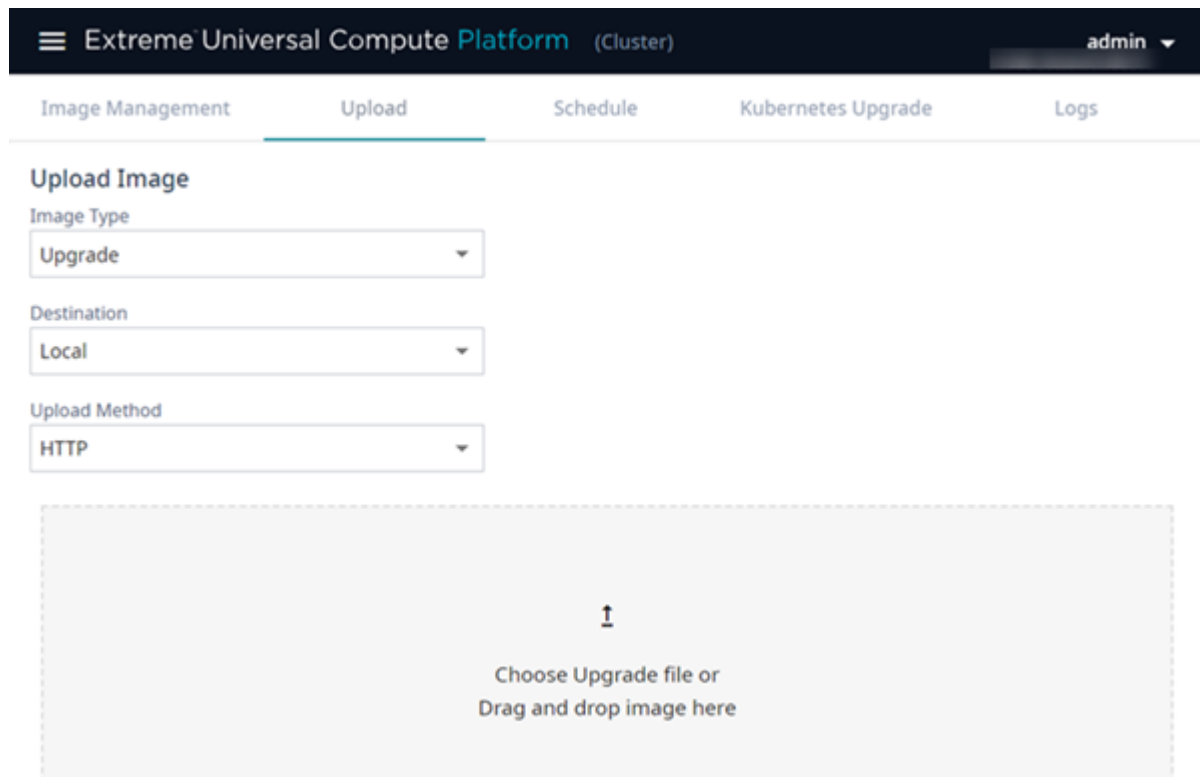 Extreme Universal Compute Platform (Cluster)
admin
Image Management Upload Schedule Kubernetes Upgrade Logs
Upload Image
Image Type
Upgrade
Destination
Local
Upload Method
HTTP
Choose Upgrade file or
Drag and drop image here